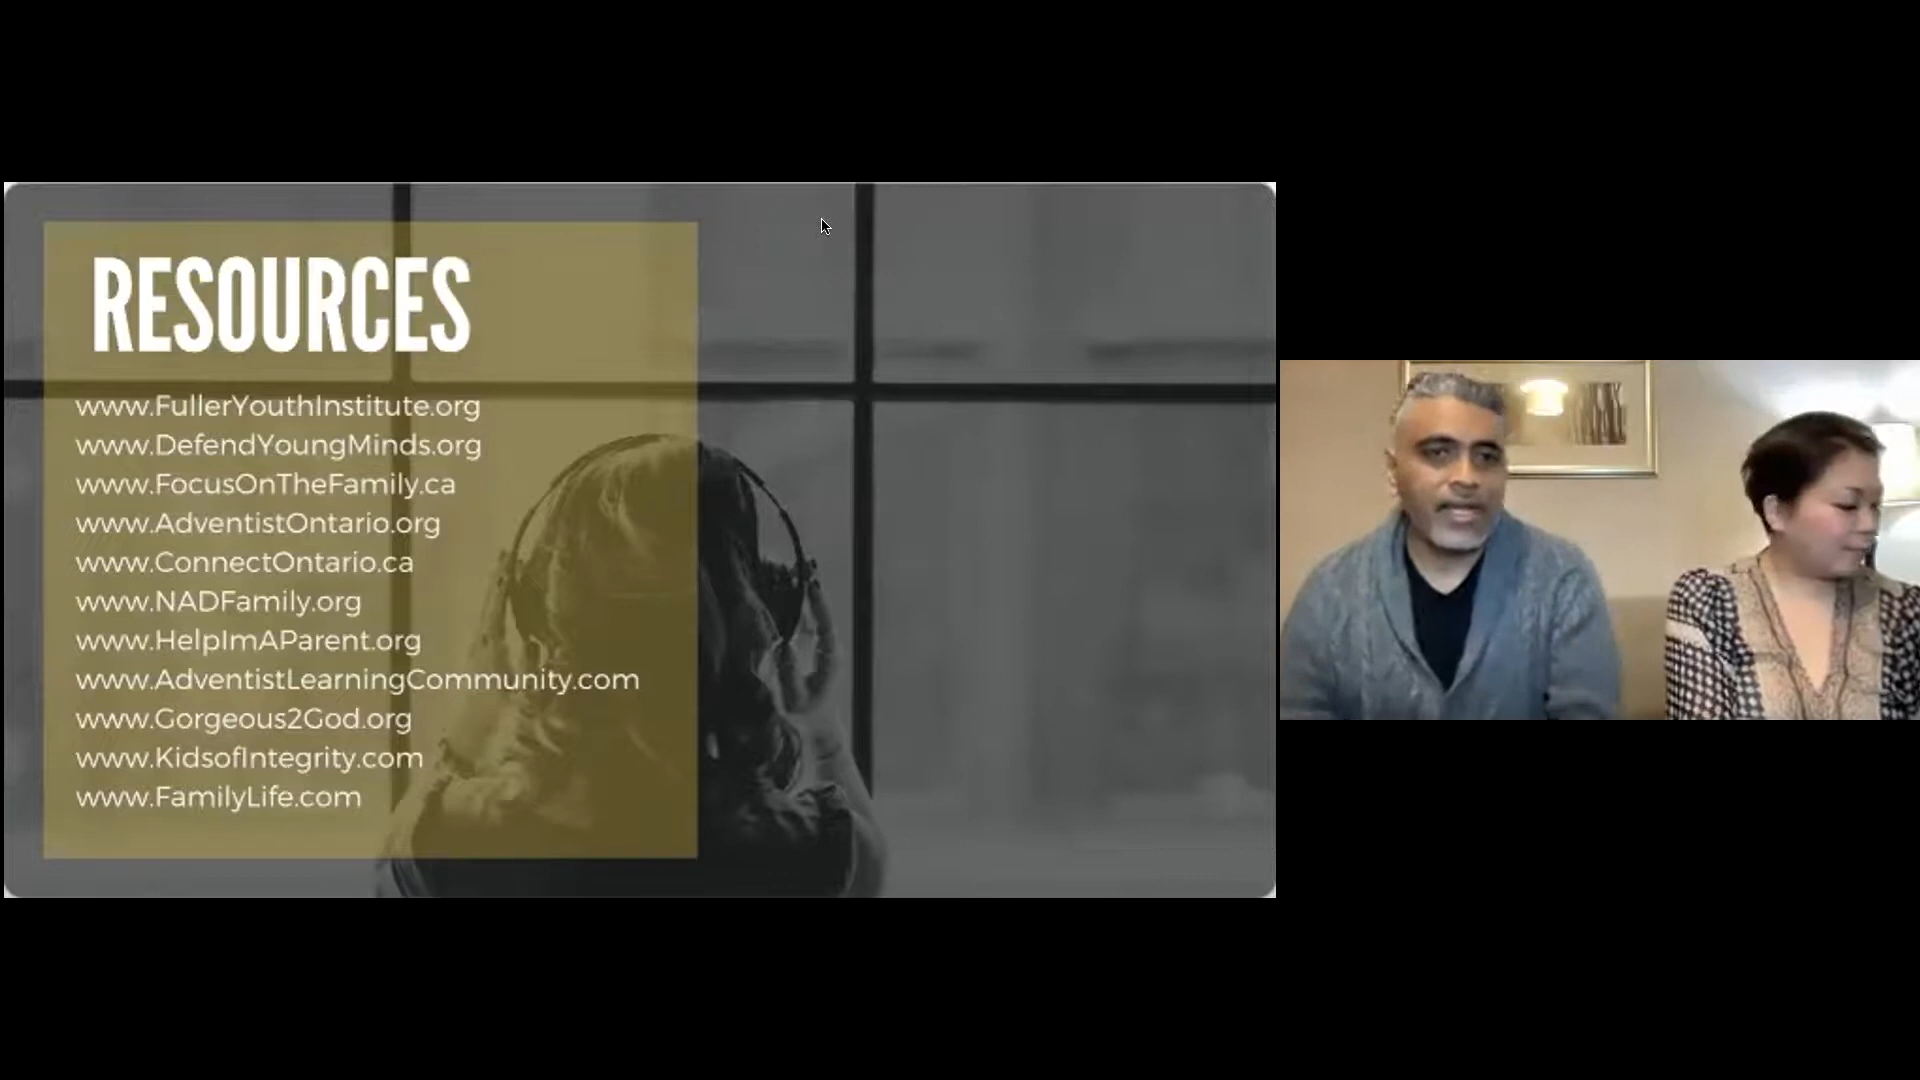 RESOURCES
www.FullerYouthInstitute.org
www.DefendYoungMinds.org
www.FocusOnTheFamily.ca
www.AdventistOntario.org
www.ConnectOntario.ca
www.NADFamily.org
www.HelpImAParent.org
www.AdventistLearningCommunity.com
www.Gorgeous2God.org
www.KidsofIntegrity.com
www.FamilyLife.com